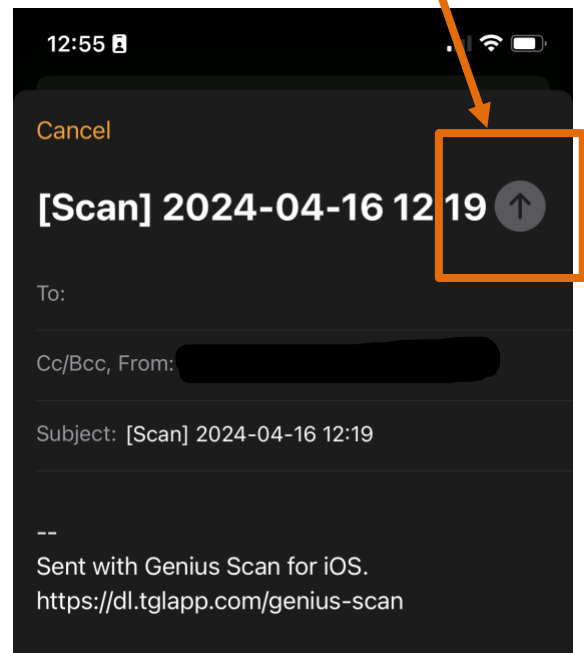 12:55
Cancel
[Scan] 2024-04-16 12:19
To:
Cc/Bcc, From:
Subject: [Scan] 2024-04-16 12:19
--
Sent with Genius Scan for iOS.
https://dl.tglapp.com/genius-scan